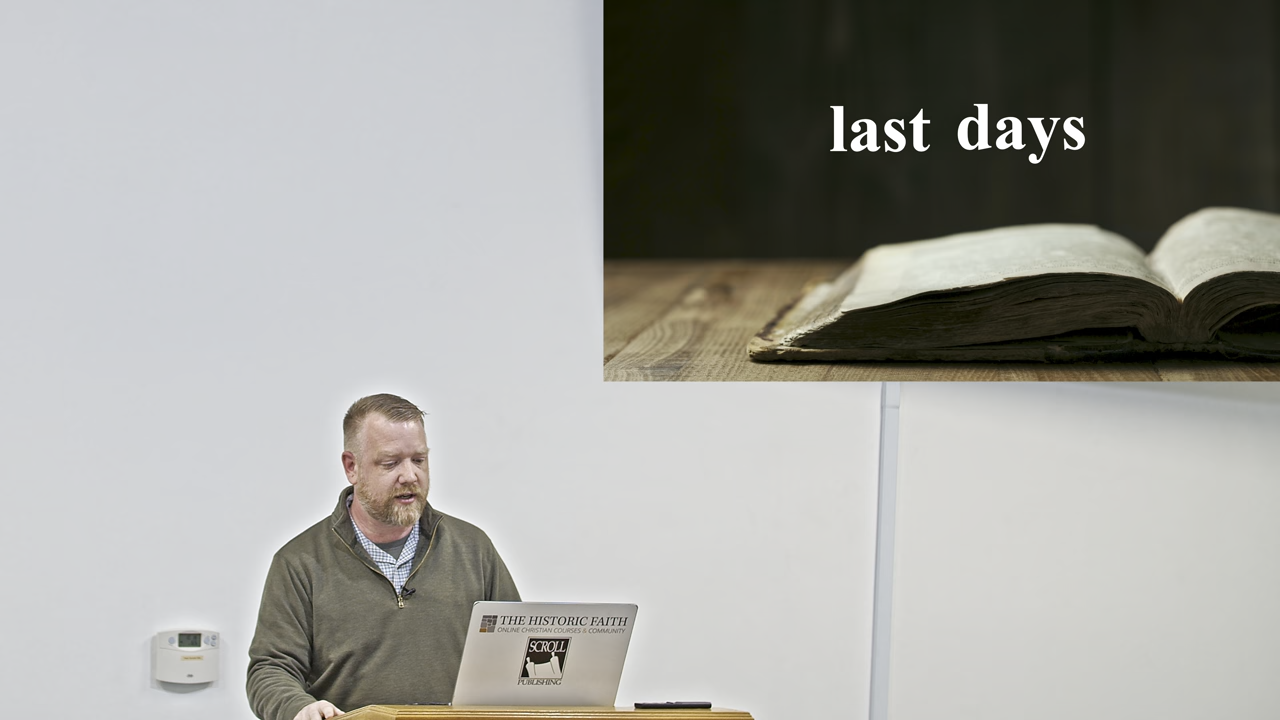 last days
THE HISTORIC FAITH
ONLINE CHRISTIAN COURSES & COMMUNITY
SCROLL
PUBLISHING